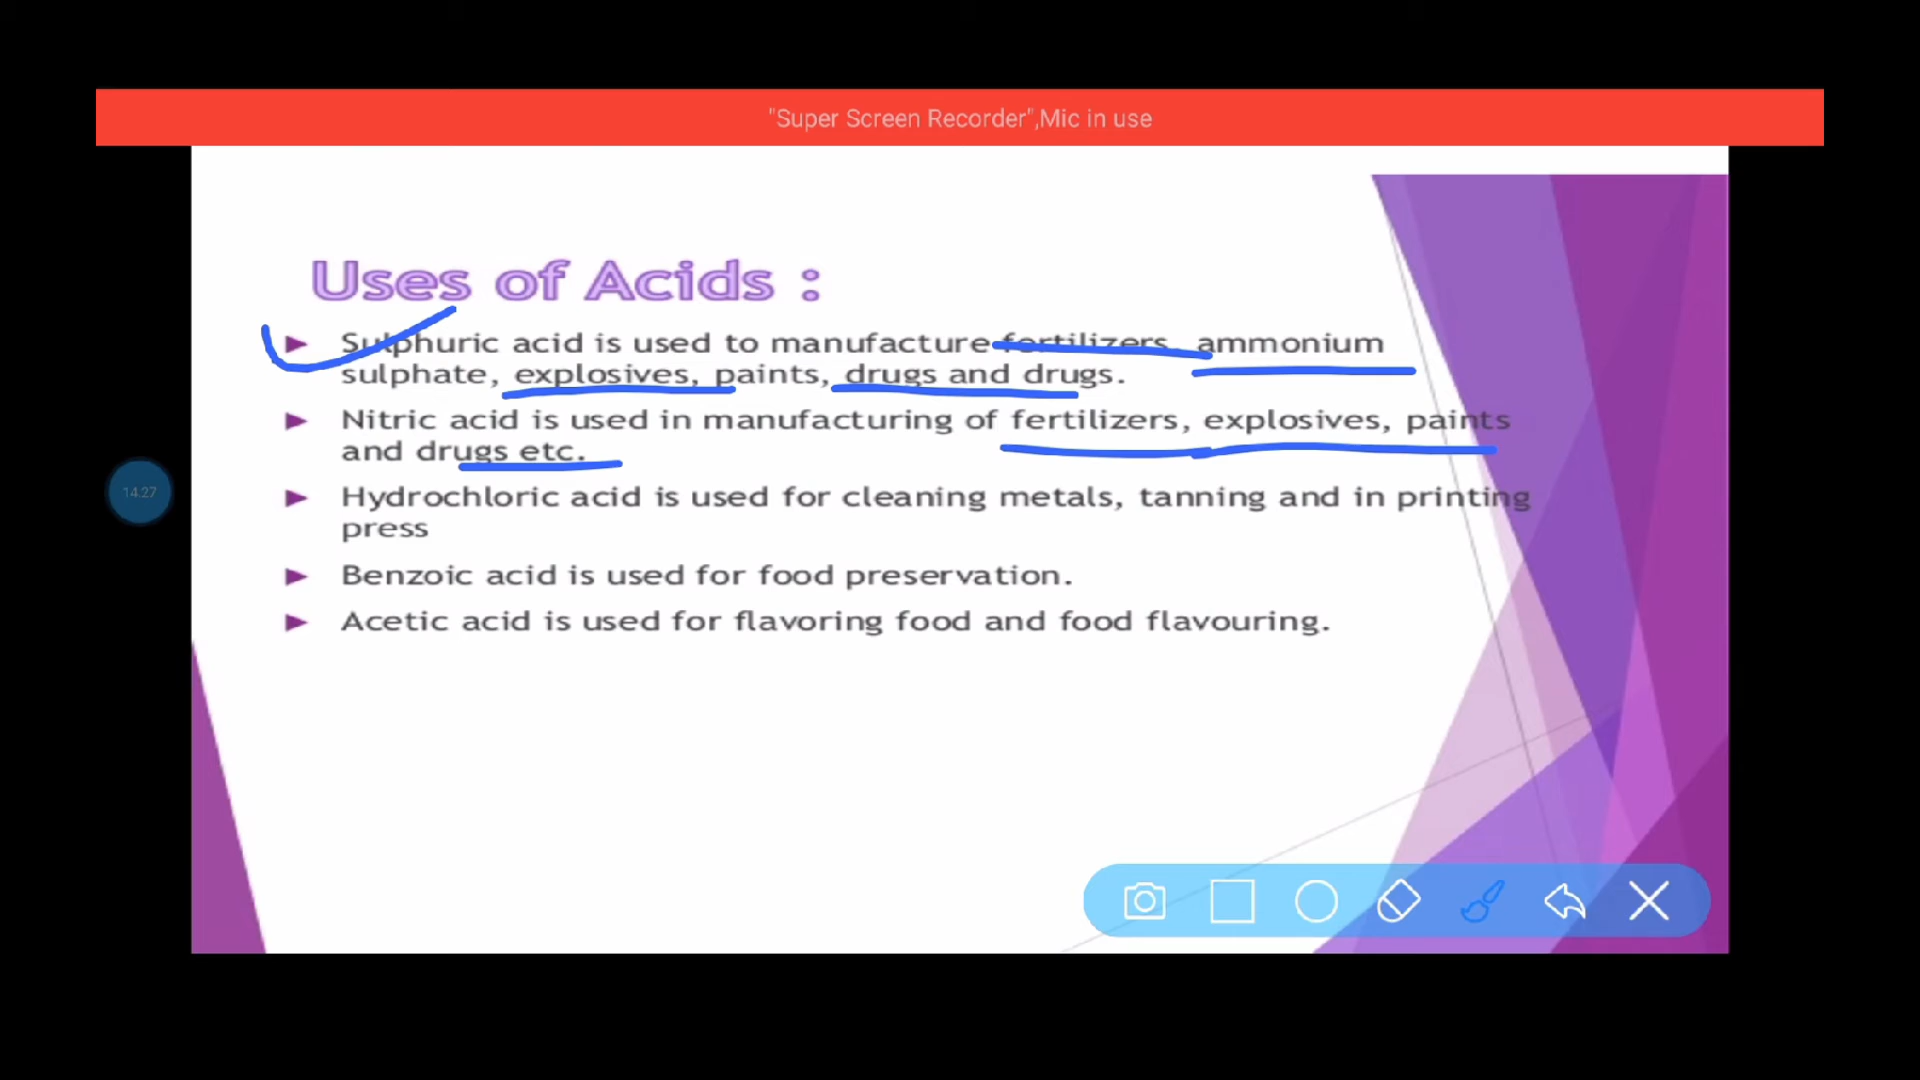 "Super Screen Recorder",Mic in use
Uses of Acids :
Sulphuric acid is used to manufacture fertilizers, ammonium
sulphate, explosives, paints, drugs and drugs.
Nitric acid is used in manufacturing of fertilizers, explosives, paints
and drugs etc.
Hydrochloric acid is used for cleaning metals, tanning and in printing
press
Benzoic acid is used for food preservation.
Acetic acid is used for flavoring food and food flavouring.
14:27